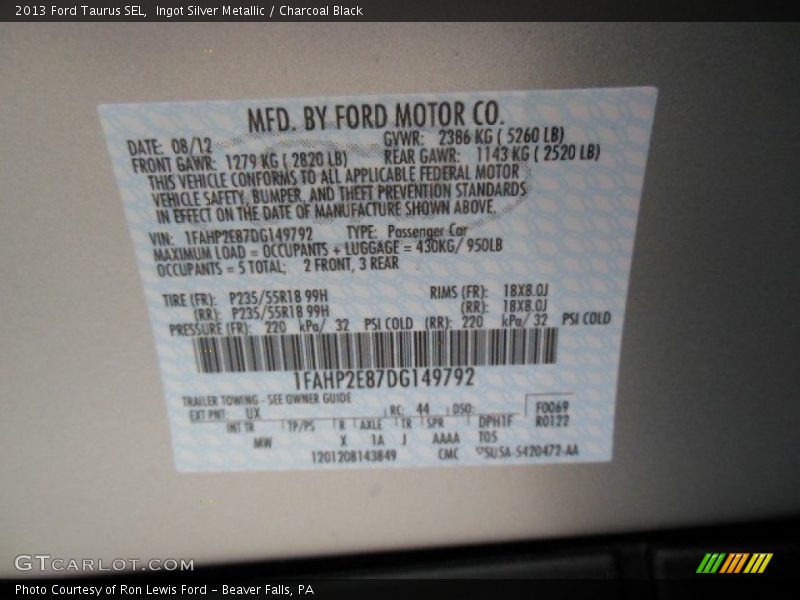 2013 Ford Taurus SEL,  Ingot Silver Metallic / Charcoal Black
MFD. BY FORD MOTOR CO.
DATE: 08/12 GVWR: 2386 KG ( 5260 LB)
FRONT GAWR: 1279 KG ( 2820 LB) REAR GAWR: 1143 KG ( 2520 LB)
THIS VEHICLE CONFORMS TO ALL APPLICABLE FEDERAL MOTOR
VEHICLE SAFETY, BUMPER, AND THEFT PREVENTION STANDARDS
IN EFFECT ON THE DATE OF MANUFACTURE SHOWN ABOVE.
VIN: 1FAHP2E87DG149792 TYPE: Passenger Car
MAXIMUM LOAD = OCCUPANTS + LUGGAGE = 430KG/ 950LB
OCCUPANTS = 5 TOTAL; 2 FRONT, 3 REAR
TIRE (FR): P235/55R18 99H RIMS (FR): 18X8.0J
(RR): P235/55R18 99H (RR): 18X8.0J
PRESSURE (FR): 220 kPa/ 32 PSI COLD (RR): 220 kPa/ 32 PSI COLD
1FAHP2E87DG149792
TRAILER TOWING - SEE OWNER GUIDE
EXT PNT: UX RC: 44 DSO: F0069
INT TR TP/PS R AXLE TR SPR DPH1F R0122
MW X 1A J AAAA TOS
1201208143849 CMC SUSA-5420472-AA
GTCARLOT.COM
Photo Courtesy of Ron Lewis Ford - Beaver Falls, PA